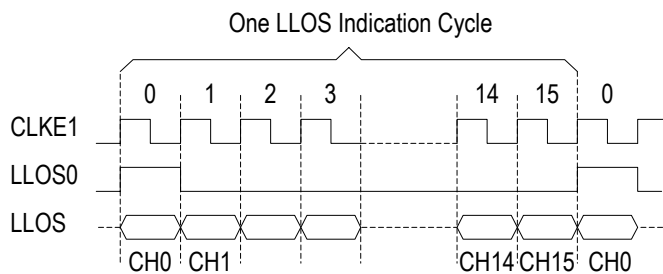 One LLOS Indication Cycle
0 1 2 3 14 15 0
CLKE1
LLOS0
LLOS
CH0 CH1 CH14 CH15 CH0